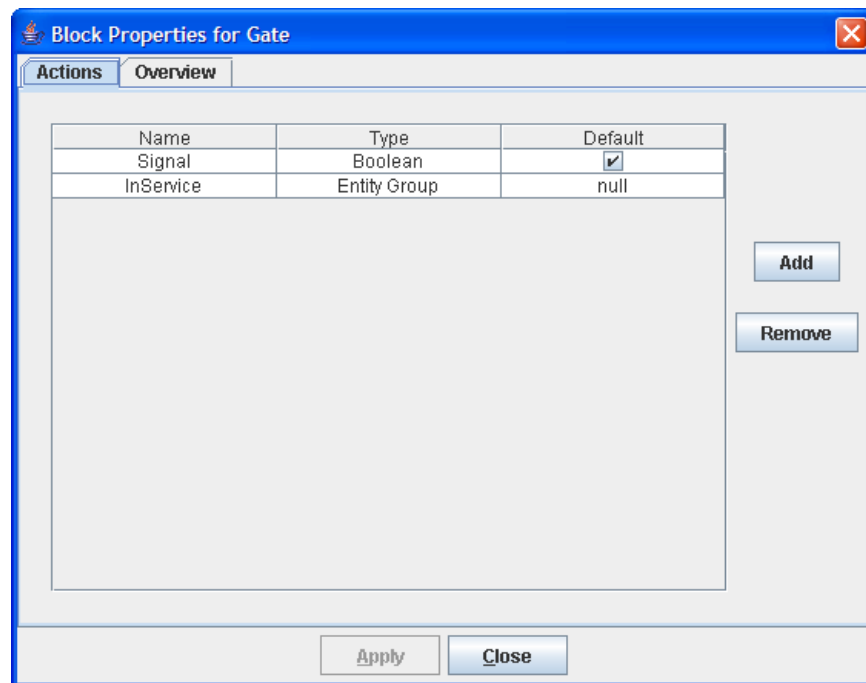 Block Properties for Gate
Actions Overview
Name Type Default
Signal Boolean
InService Entity Group null
Add
Remove
Apply Close